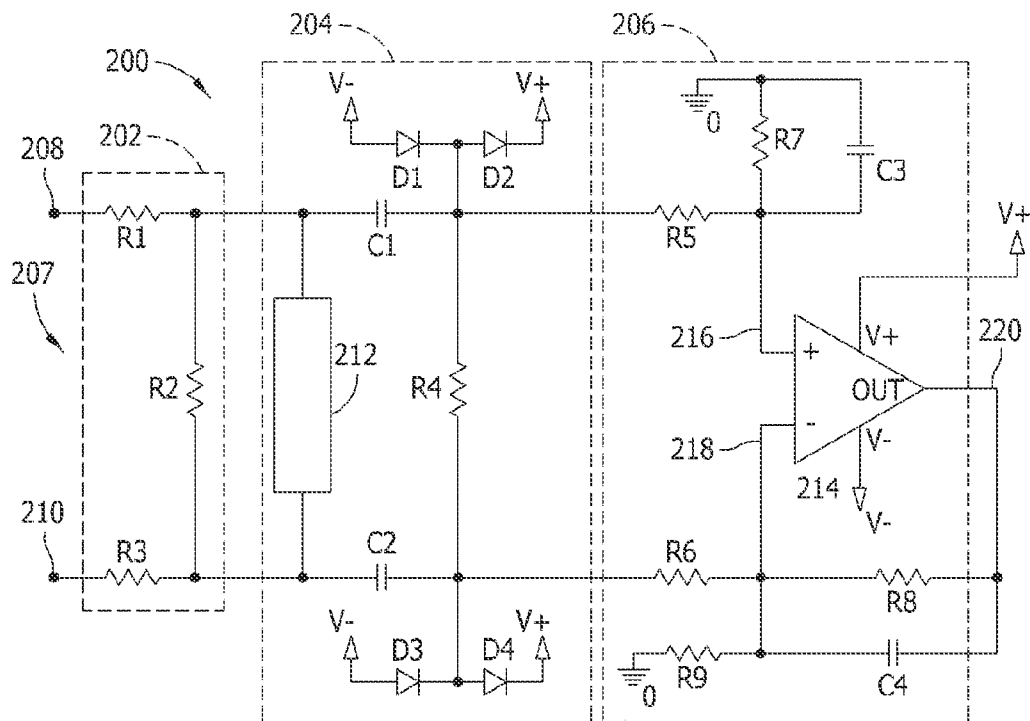 204
206
200
V-
V+
0
R7
C3
202
D1
D2
208
R1
C1
R5
V+
207
216
V+
220
212
+
R2
R4
OUT
-
218
V-
214
210
C2
V-
R3
R6
R8
V-
D3
D4
V+
R9
C4
0